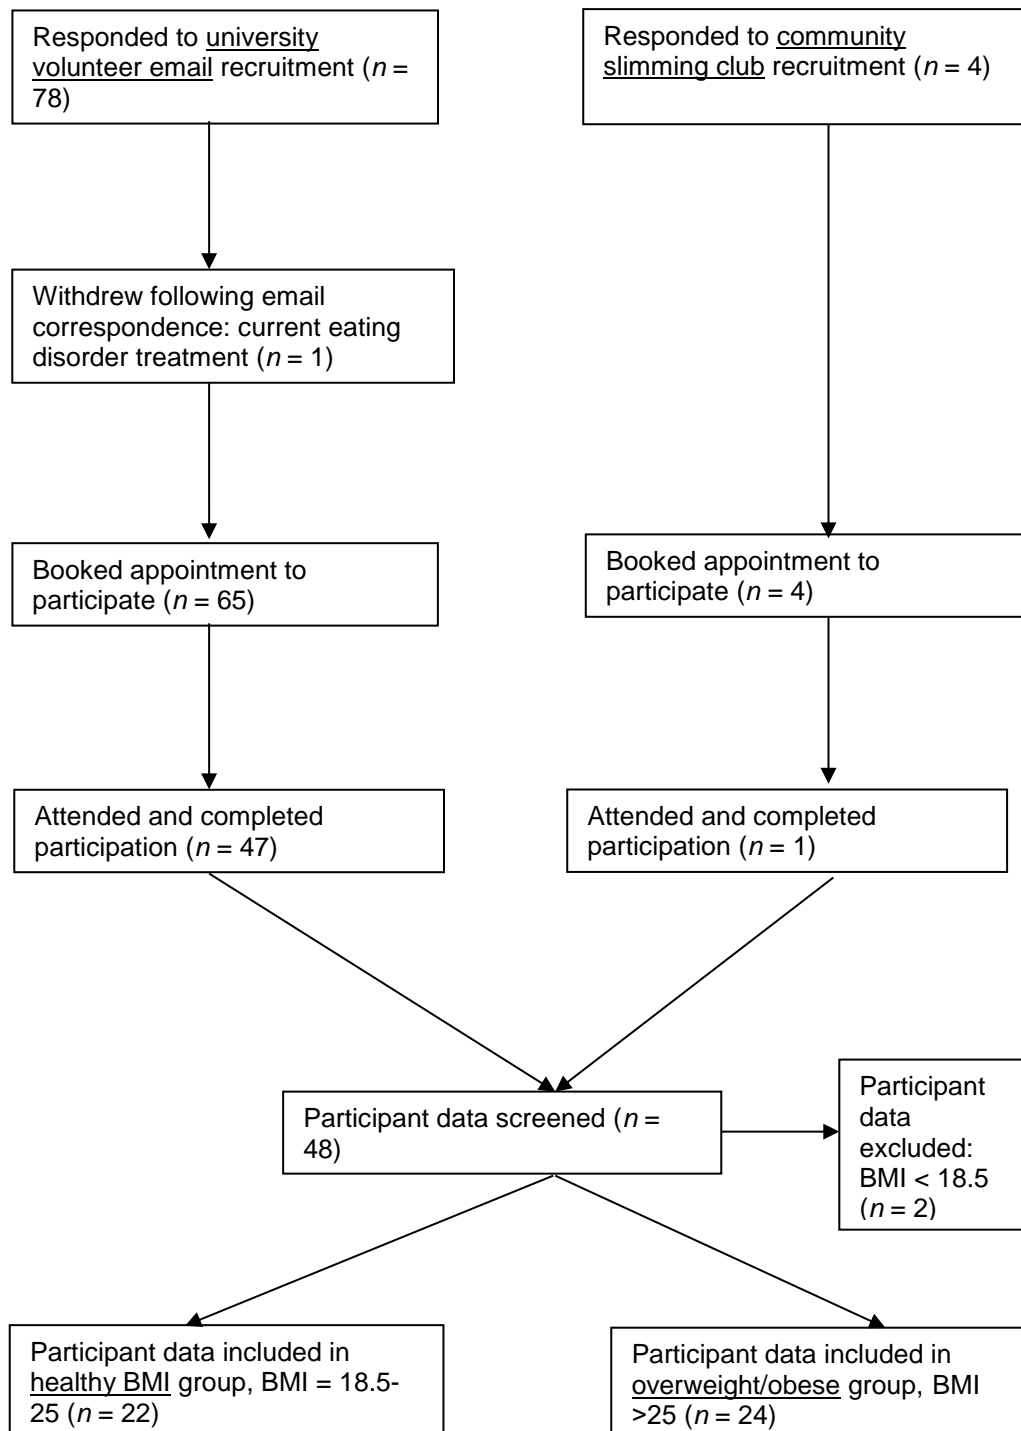 Responded to university
volunteer email recruitment (n =
78)
Responded to community
slimming club recruitment (n = 4)
Withdrew following email
correspondence: current eating
disorder treatment (n = 1)
Booked appointment to
participate (n = 65)
Booked appointment to
participate (n = 4)
Attended and completed
participation (n = 47)
Attended and completed
participation (n = 1)
Participant data screened (n =
48)
Participant
data
excluded:
BMI < 18.5
(n = 2)
Participant data included in
healthy BMI group, BMI = 18.5-
25 (n = 22)
Participant data included in
overweight/obese group, BMI
>25 (n = 24)